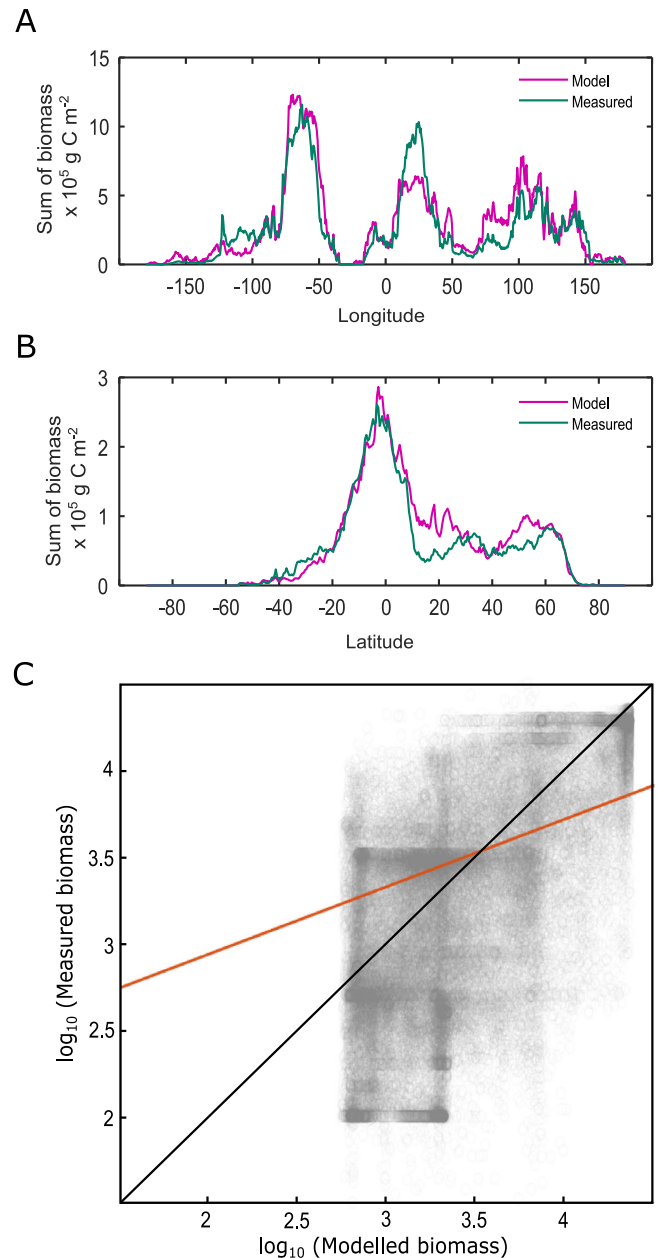 A
Sum of biomass
x 10⁵ g C m⁻²
15
10
5
0
Model
Measured
-150 -100 -50 0 50 100 150
Longitude
B
Sum of biomass
x 10⁵ g C m⁻²
3
2
1
0
Model
Measured
-80 -60 -40 -20 0 20 40 60 80
Latitude
C
log₁₀ (Measured biomass)
4
3.5
3
2.5
2
2 2.5 3 3.5 4
log₁₀ (Modelled biomass)